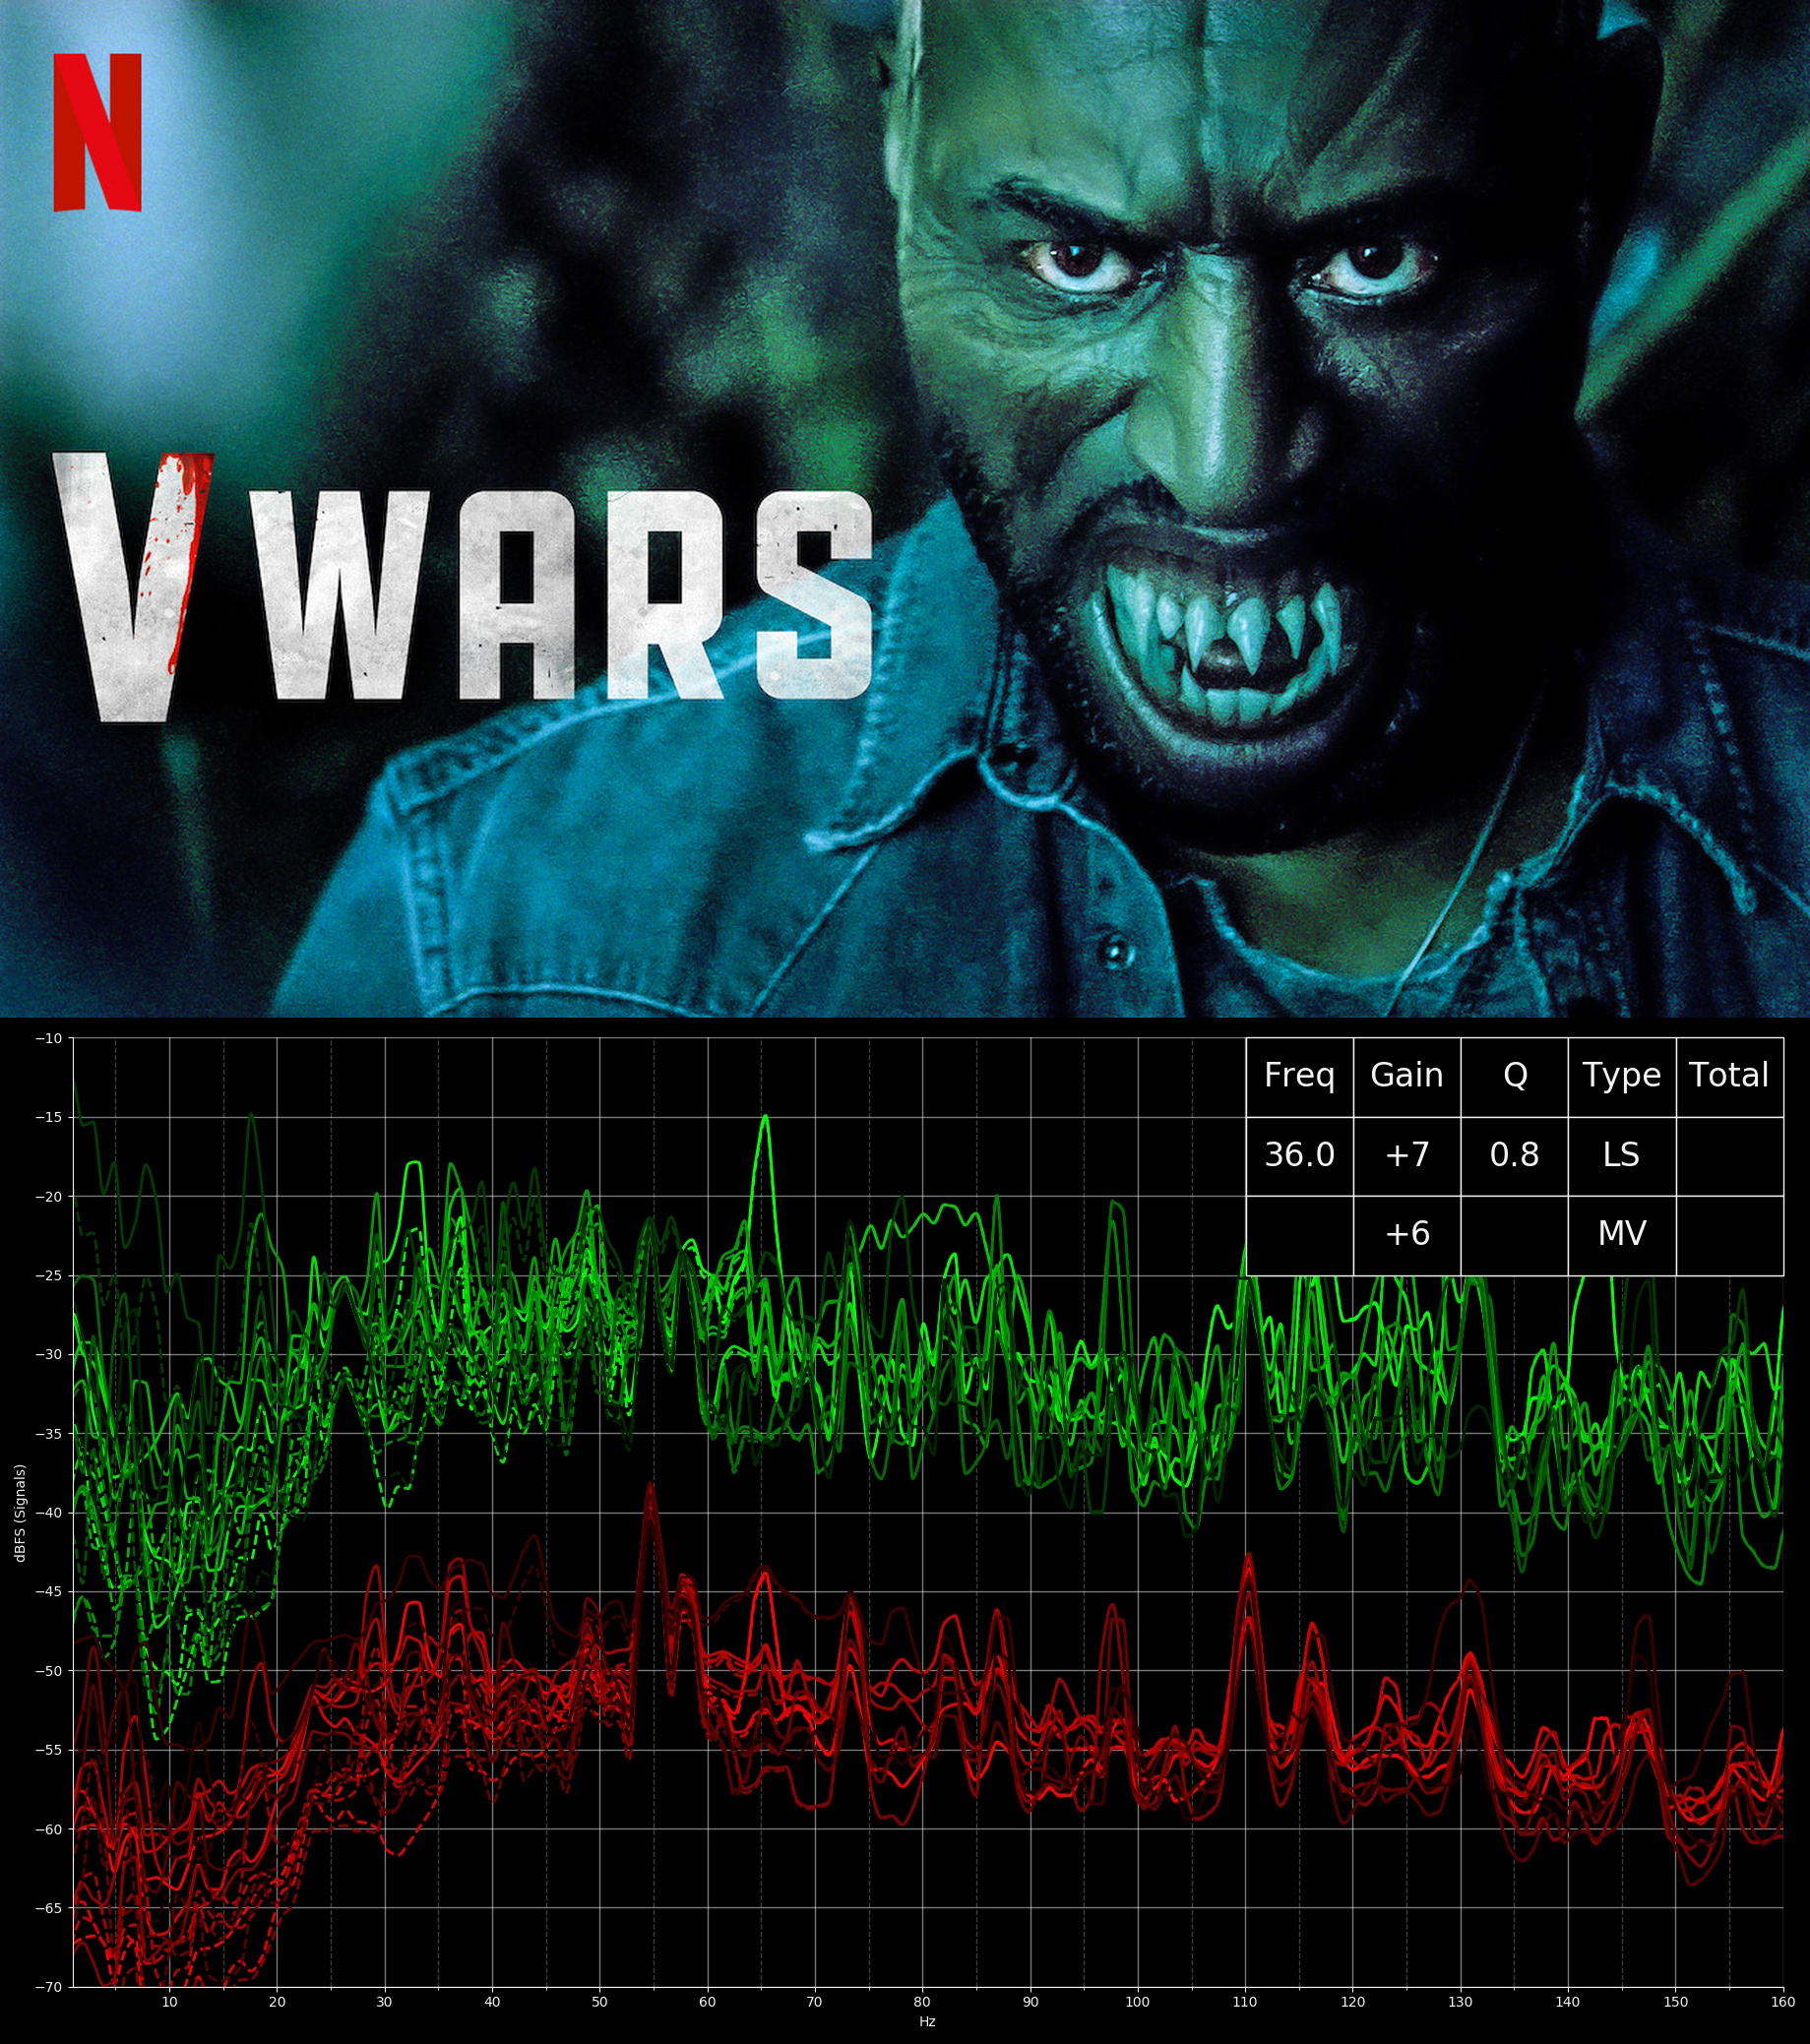 N
V WARS
Freq Gain Q Type Total
36.0 +7 0.8 LS
+6 MV
−10
−15
−20
−25
−30
−35
−40
−45
−50
−55
−60
−65
−70
dBFS (Signals)
10 20 30 40 50 60 70 80 90 100 110 120 130 140 150 160
Hz